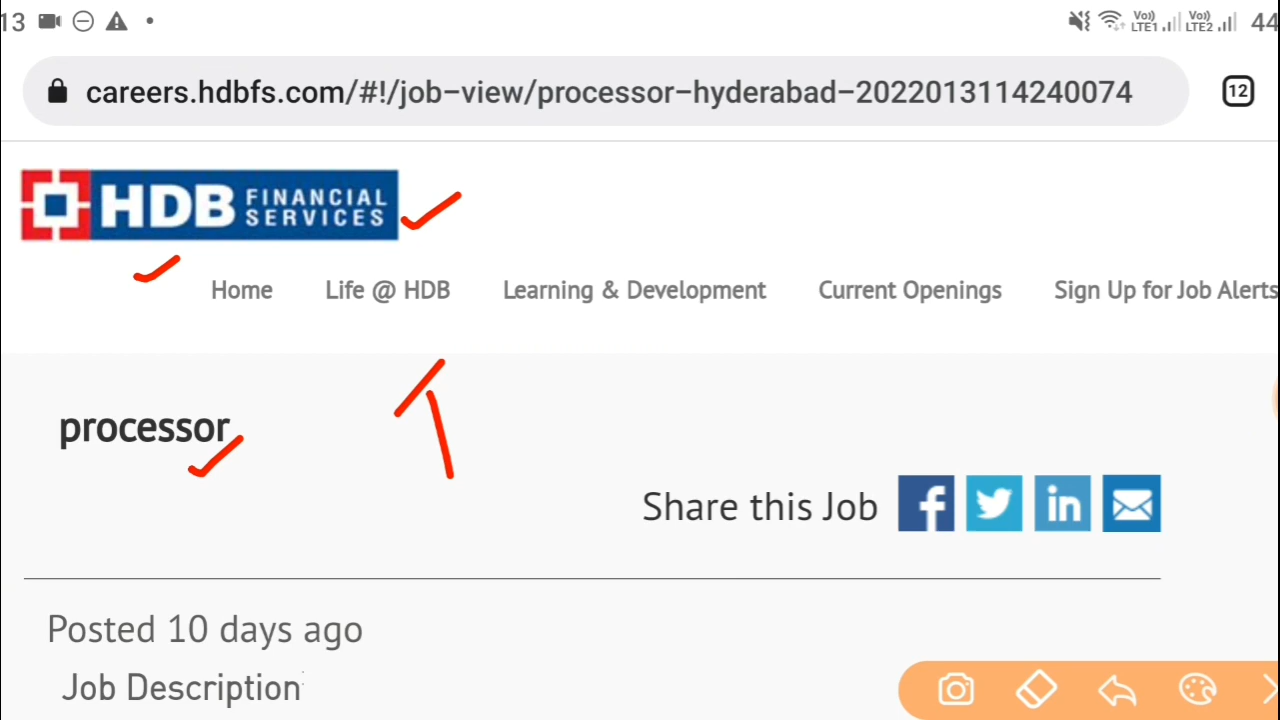 13 Vo) LTE1 Vo) LTE2 44
careers.hdbfs.com/#!/job-view/processor-hyderabad-2022013114240074 12
HDB FINANCIAL SERVICES
Home Life @ HDB Learning & Development Current Openings Sign Up for Job Alerts
processor
Share this Job
Posted 10 days ago
Job Description